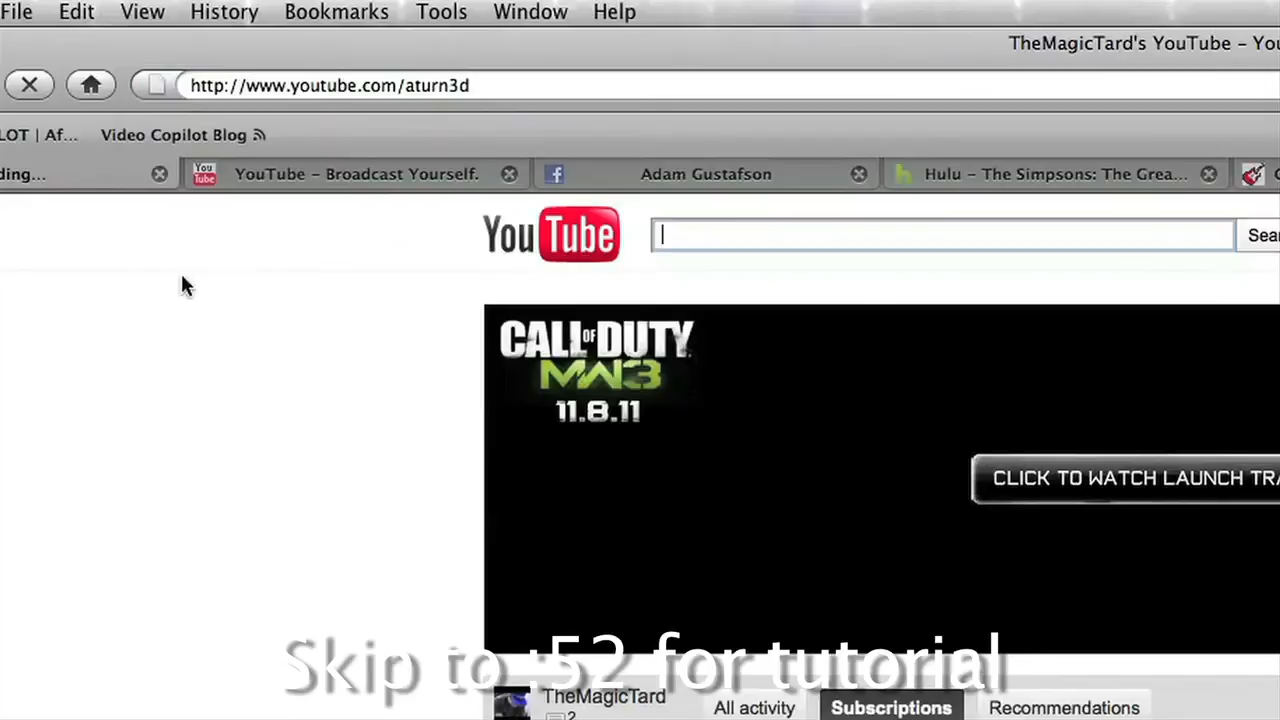 File Edit View History Bookmarks Tools Window Help
TheMagicTard's YouTube – You
http://www.youtube.com/aturn3d
LOT | Af... Video Copilot Blog
ding... YouTube – Broadcast Yourself. Adam Gustafson Hulu – The Simpsons: The Grea...
You Tube Sear
CALL OF DUTY
MW3
11.8.11
CLICK TO WATCH LAUNCH TRA
Skip to :52 for tutorial
TheMagicTard All activity Subscriptions Recommendations
2